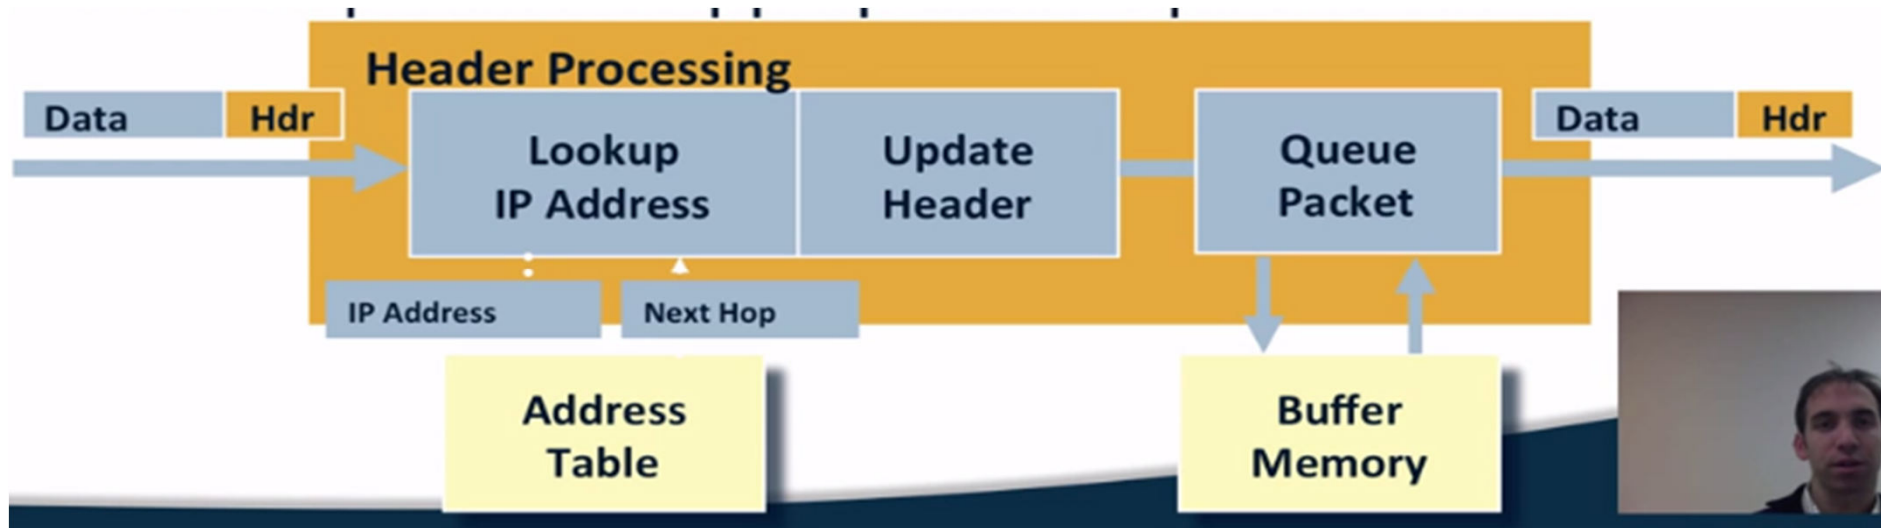 Header Processing
Data
Hdr
Lookup
IP Address
Update
Header
Queue
Packet
Data
Hdr
IP Address
Next Hop
Address
Table
Buffer
Memory